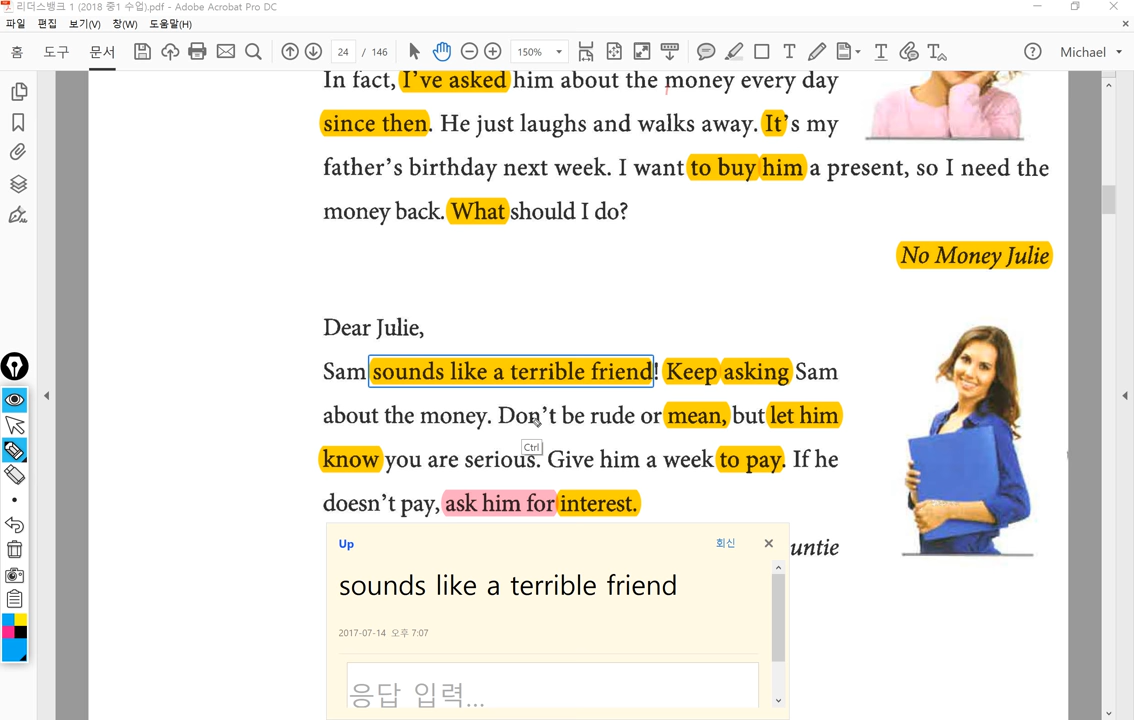 리더스뱅크 1 (2018 중1 수업).pdf - Adobe Acrobat Pro DC
파일 편집 보기(V) 창(W) 도움말(H)
홈 도구 문서 24 / 146 150% Michael
In fact, I've asked him about the money every day
since then. He just laughs and walks away. It's my
father's birthday next week. I want to buy him a present, so I need the
money back. What should I do?
No Money Julie
Dear Julie,
Sam sounds like a terrible friend! Keep asking Sam
about the money. Don't be rude or mean, but let him
Ctrl
know you are serious. Give him a week to pay. If he
doesn't pay, ask him for interest.
untie
Up 회신
sounds like a terrible friend
2017-07-14 오후 7:07
응답 입력...